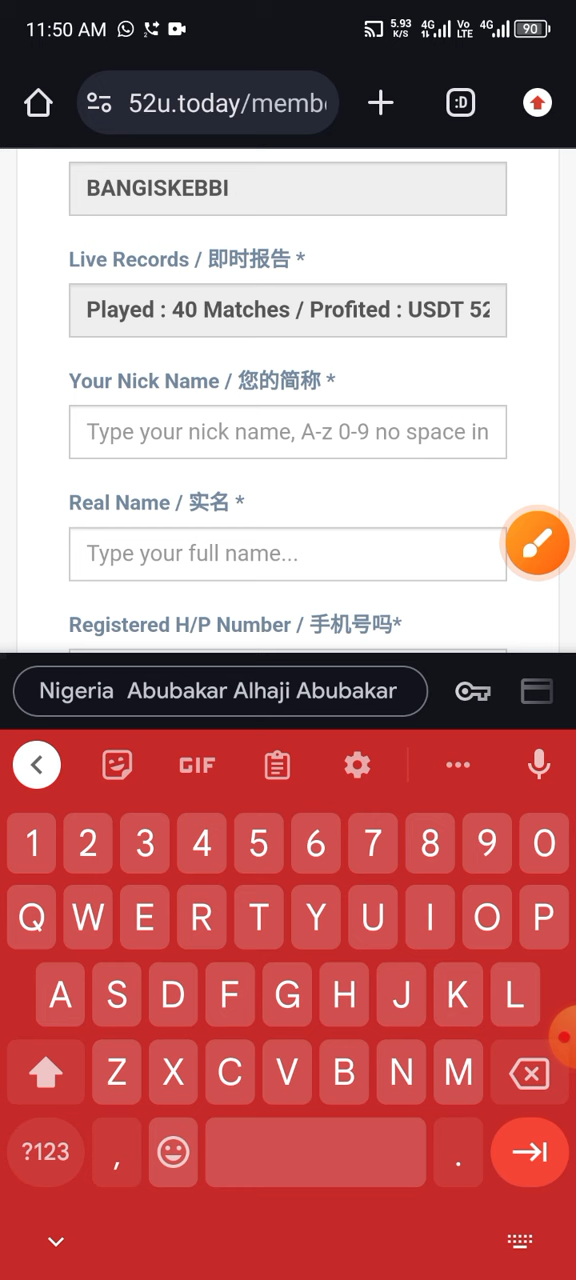 11:50 AM
5.93 K/S 4G Vo LTE 4G 90
52u.today/memb
:D
BANGISKEBBI
Live Records / 即时报告 *
Played : 40 Matches / Profited : USDT 52
Your Nick Name / 您的简称 *
Type your nick name, A-z 0-9 no space in
Real Name / 实名 *
Type your full name...
Registered H/P Number / 手机号吗*
Nigeria Abubakar Alhaji Abubakar
GIF
1 2 3 4 5 6 7 8 9 0
Q W E R T Y U I O P
A S D F G H J K L
Z X C V B N M
?123 , .